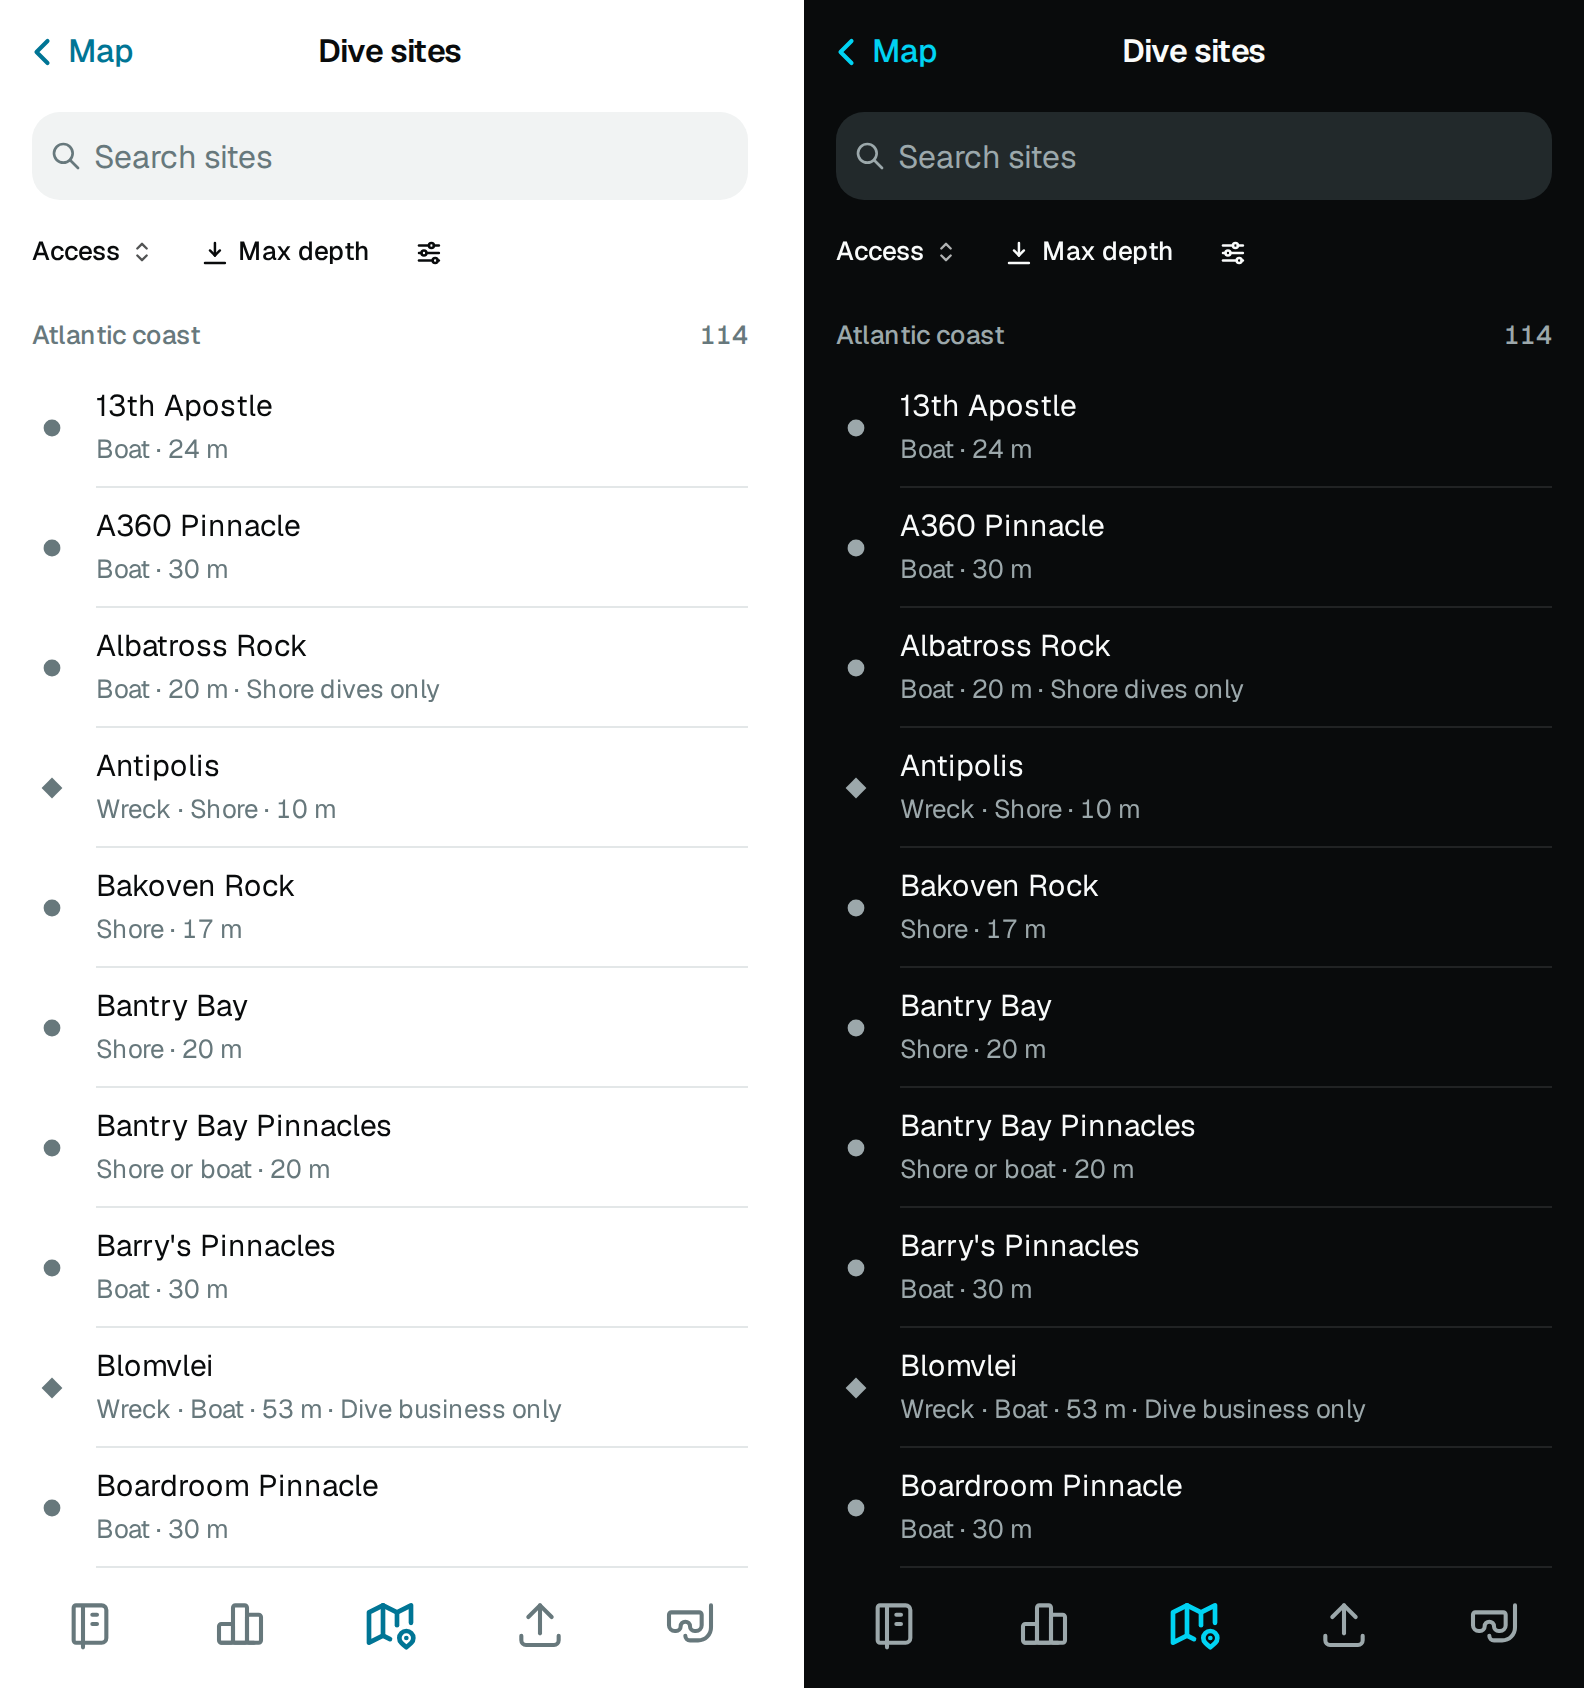 Map
Dive sites
Search sites
Access
Max depth
Atlantic coast
114
13th Apostle
Boat · 24 m
A360 Pinnacle
Boat · 30 m
Albatross Rock
Boat · 20 m · Shore dives only
Antipolis
Wreck · Shore · 10 m
Bakoven Rock
Shore · 17 m
Bantry Bay
Shore · 20 m
Bantry Bay Pinnacles
Shore or boat · 20 m
Barry's Pinnacles
Boat · 30 m
Blomvlei
Wreck · Boat · 53 m · Dive business only
Boardroom Pinnacle
Boat · 30 m
Map
Dive sites
Search sites
Access
Max depth
Atlantic coast
114
13th Apostle
Boat · 24 m
A360 Pinnacle
Boat · 30 m
Albatross Rock
Boat · 20 m · Shore dives only
Antipolis
Wreck · Shore · 10 m
Bakoven Rock
Shore · 17 m
Bantry Bay
Shore · 20 m
Bantry Bay Pinnacles
Shore or boat · 20 m
Barry's Pinnacles
Boat · 30 m
Blomvlei
Wreck · Boat · 53 m · Dive business only
Boardroom Pinnacle
Boat · 30 m